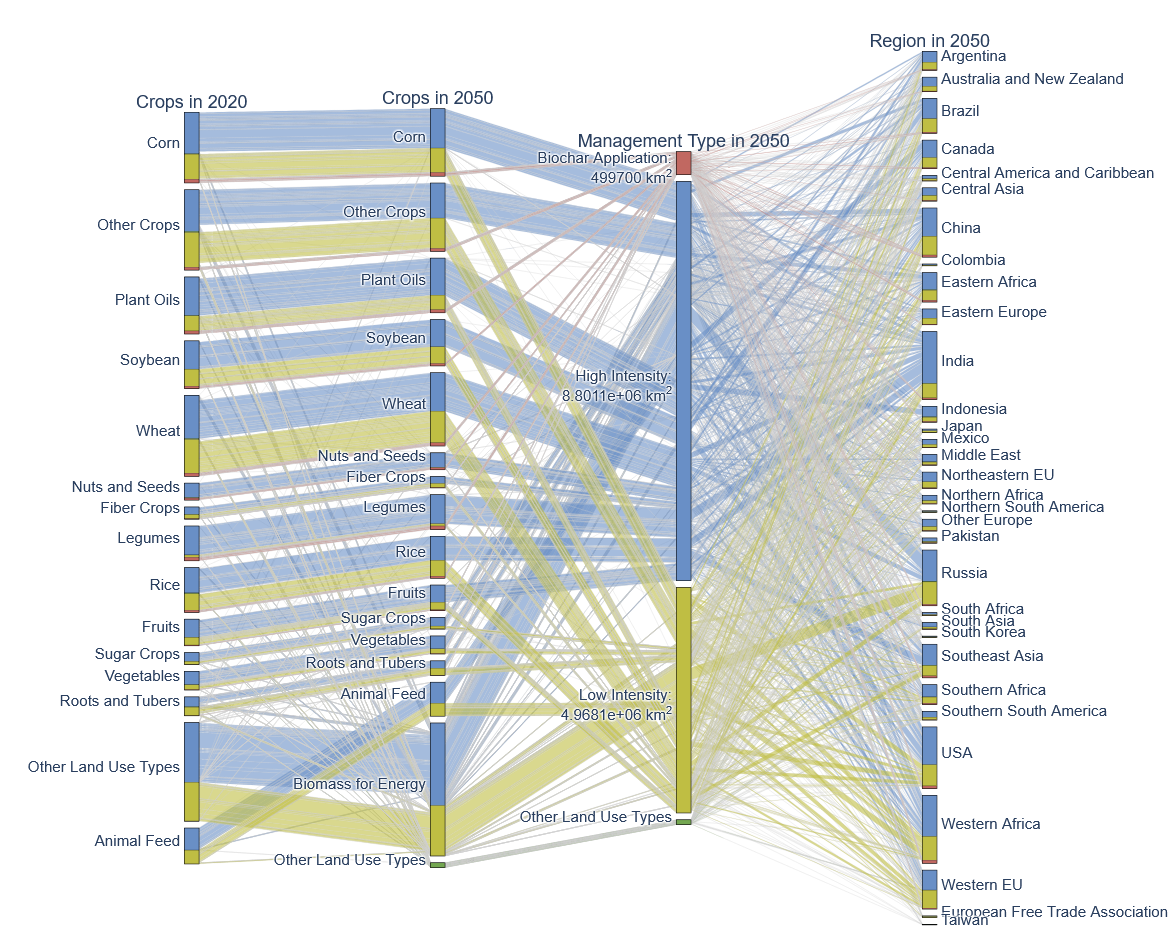 Crops in 2020
Corn
Other Crops
Plant Oils
Soybean
Wheat
Nuts and Seeds
Fiber Crops
Legumes
Rice
Fruits
Sugar Crops
Vegetables
Roots and Tubers
Other Land Use Types
Animal Feed
Crops in 2050
Corn
Other Crops
Plant Oils
Soybean
Wheat
Nuts and Seeds
Fiber Crops
Legumes
Rice
Fruits
Sugar Crops
Vegetables
Roots and Tubers
Animal Feed
Biomass for Energy
Other Land Use Types
Management Type in 2050
Biochar Application:
499700 km²
High Intensity:
8.8011e+06 km²
Low Intensity:
4.9681e+06 km²
Other Land Use Types
Region in 2050
Argentina
Australia and New Zealand
Brazil
Canada
Central America and Caribbean
Central Asia
China
Colombia
Eastern Africa
Eastern Europe
India
Indonesia
Japan
Mexico
Middle East
Northeastern EU
Northern Africa
Northern South America
Other Europe
Pakistan
Russia
South Africa
South Asia
South Korea
Southeast Asia
Southern Africa
Southern South America
USA
Western Africa
Western EU
European Free Trade Association
Taiwan